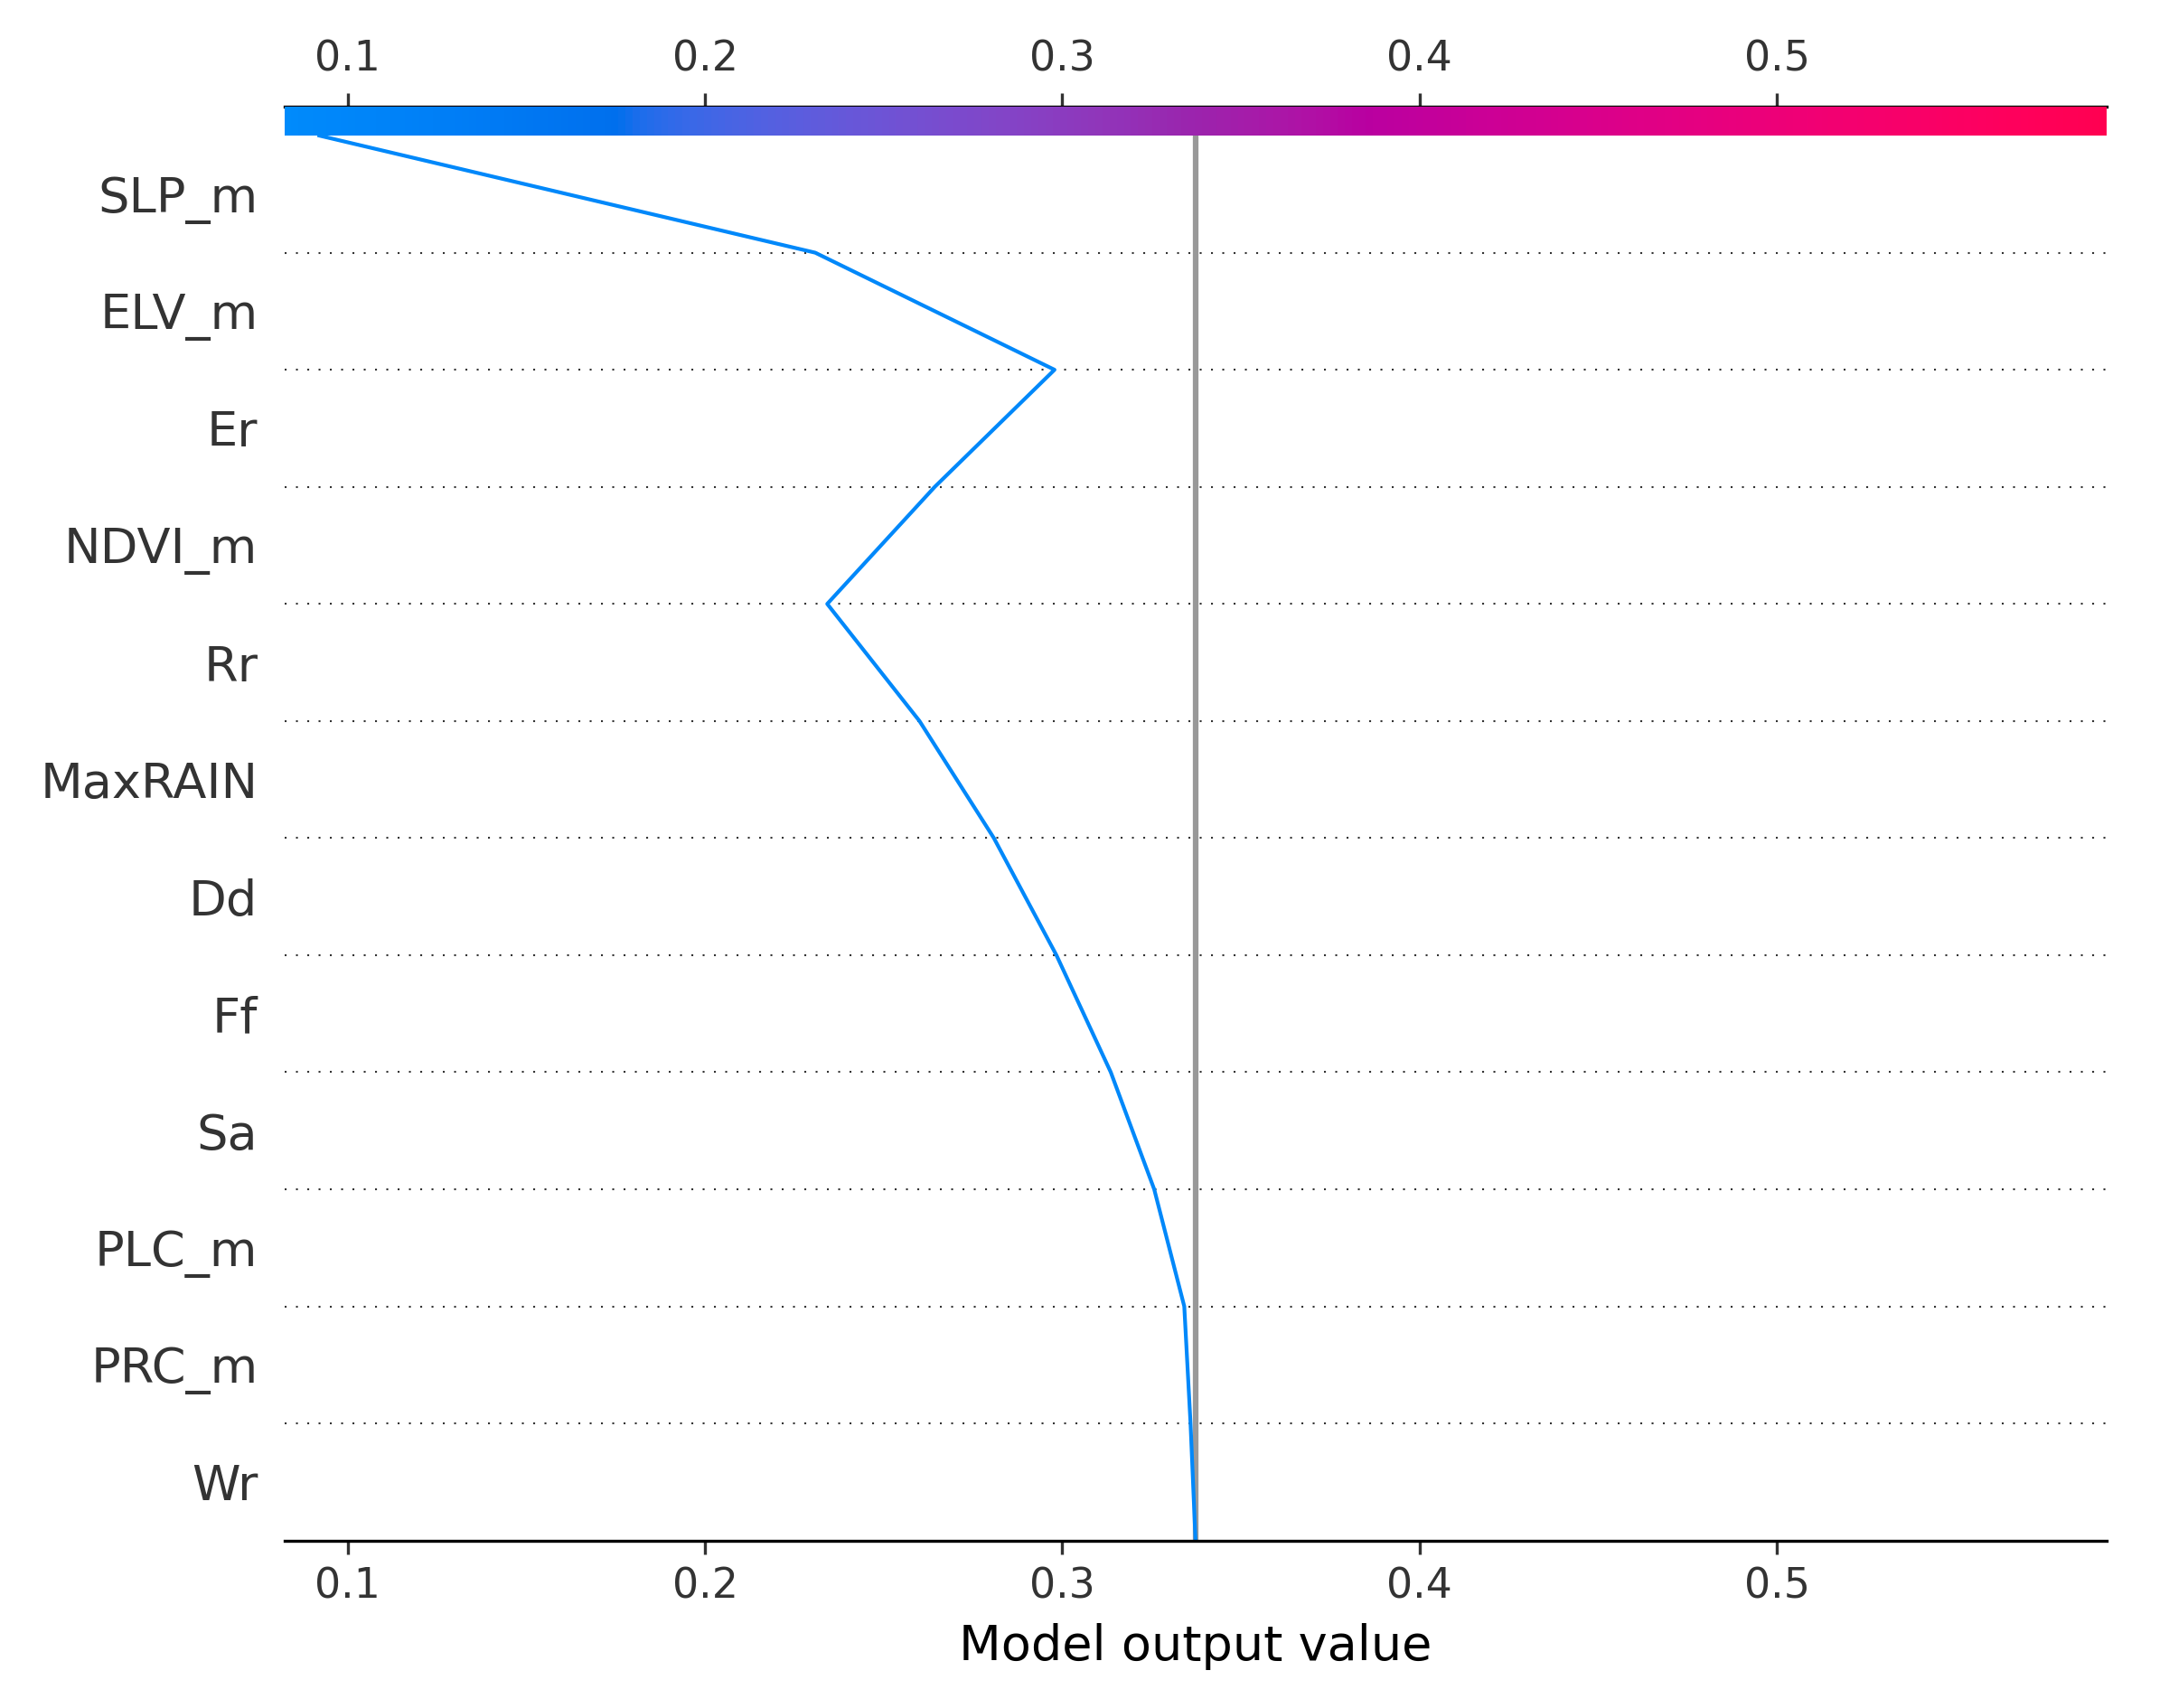 0.1 0.2 0.3 0.4 0.5
SLP_m
ELV_m
Er
NDVI_m
Rr
MaxRAIN
Dd
Ff
Sa
PLC_m
PRC_m
Wr
0.1 0.2 0.3 0.4 0.5
Model output value